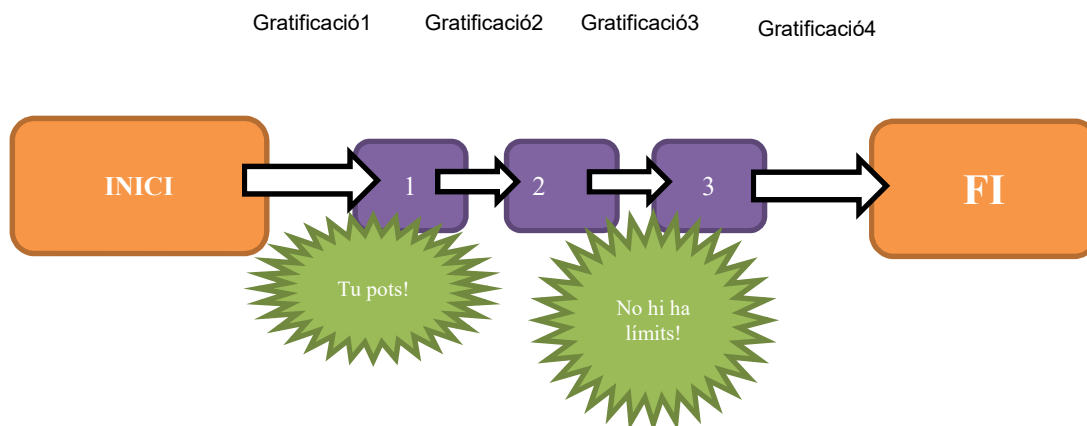 Gratificació1 Gratificació2 Gratificació3 Gratificació4
INICI 1 2 3 FI
Tu pots!
No hi ha
límits!